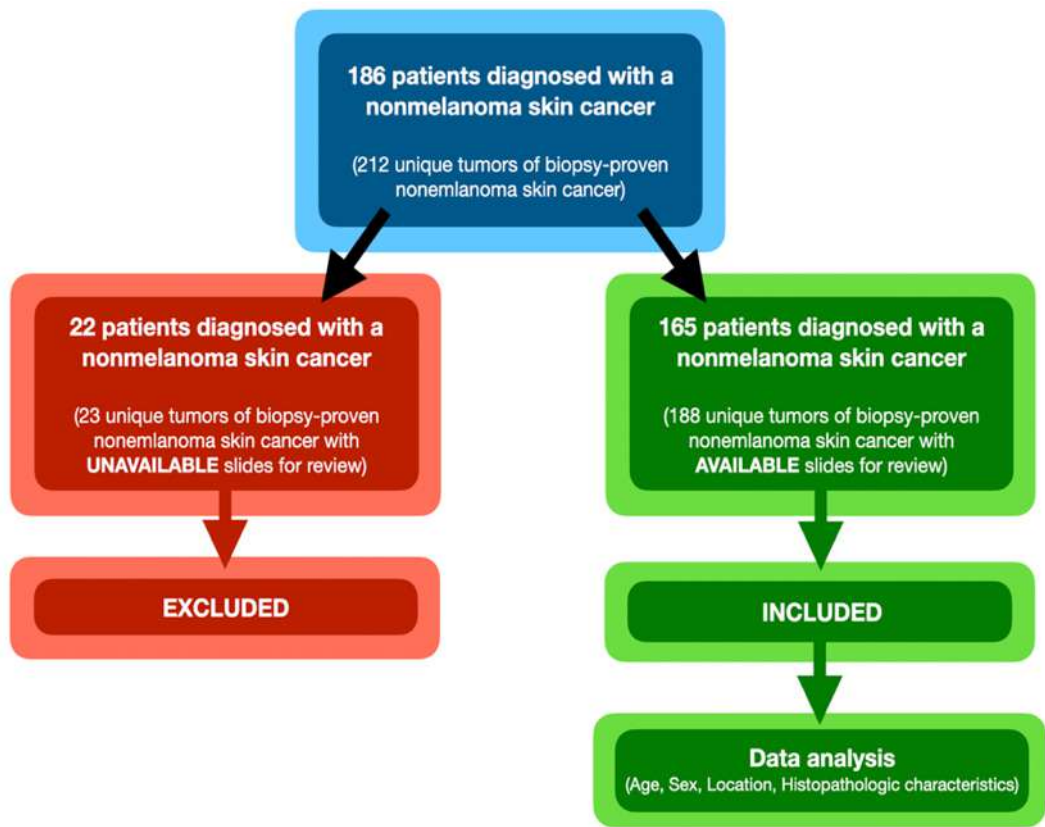 186 patients diagnosed with a
nonmelanoma skin cancer
(212 unique tumors of biopsy-proven
nonemlanoma skin cancer)
22 patients diagnosed with a
nonmelanoma skin cancer
(23 unique tumors of biopsy-proven
nonemlanoma skin cancer with
UNAVAILABLE slides for review)
165 patients diagnosed with a
nonmelanoma skin cancer
(188 unique tumors of biopsy-proven
nonemlanoma skin cancer with
AVAILABLE slides for review)
EXCLUDED
INCLUDED
Data analysis
(Age, Sex, Location, Histopathologic characteristics)